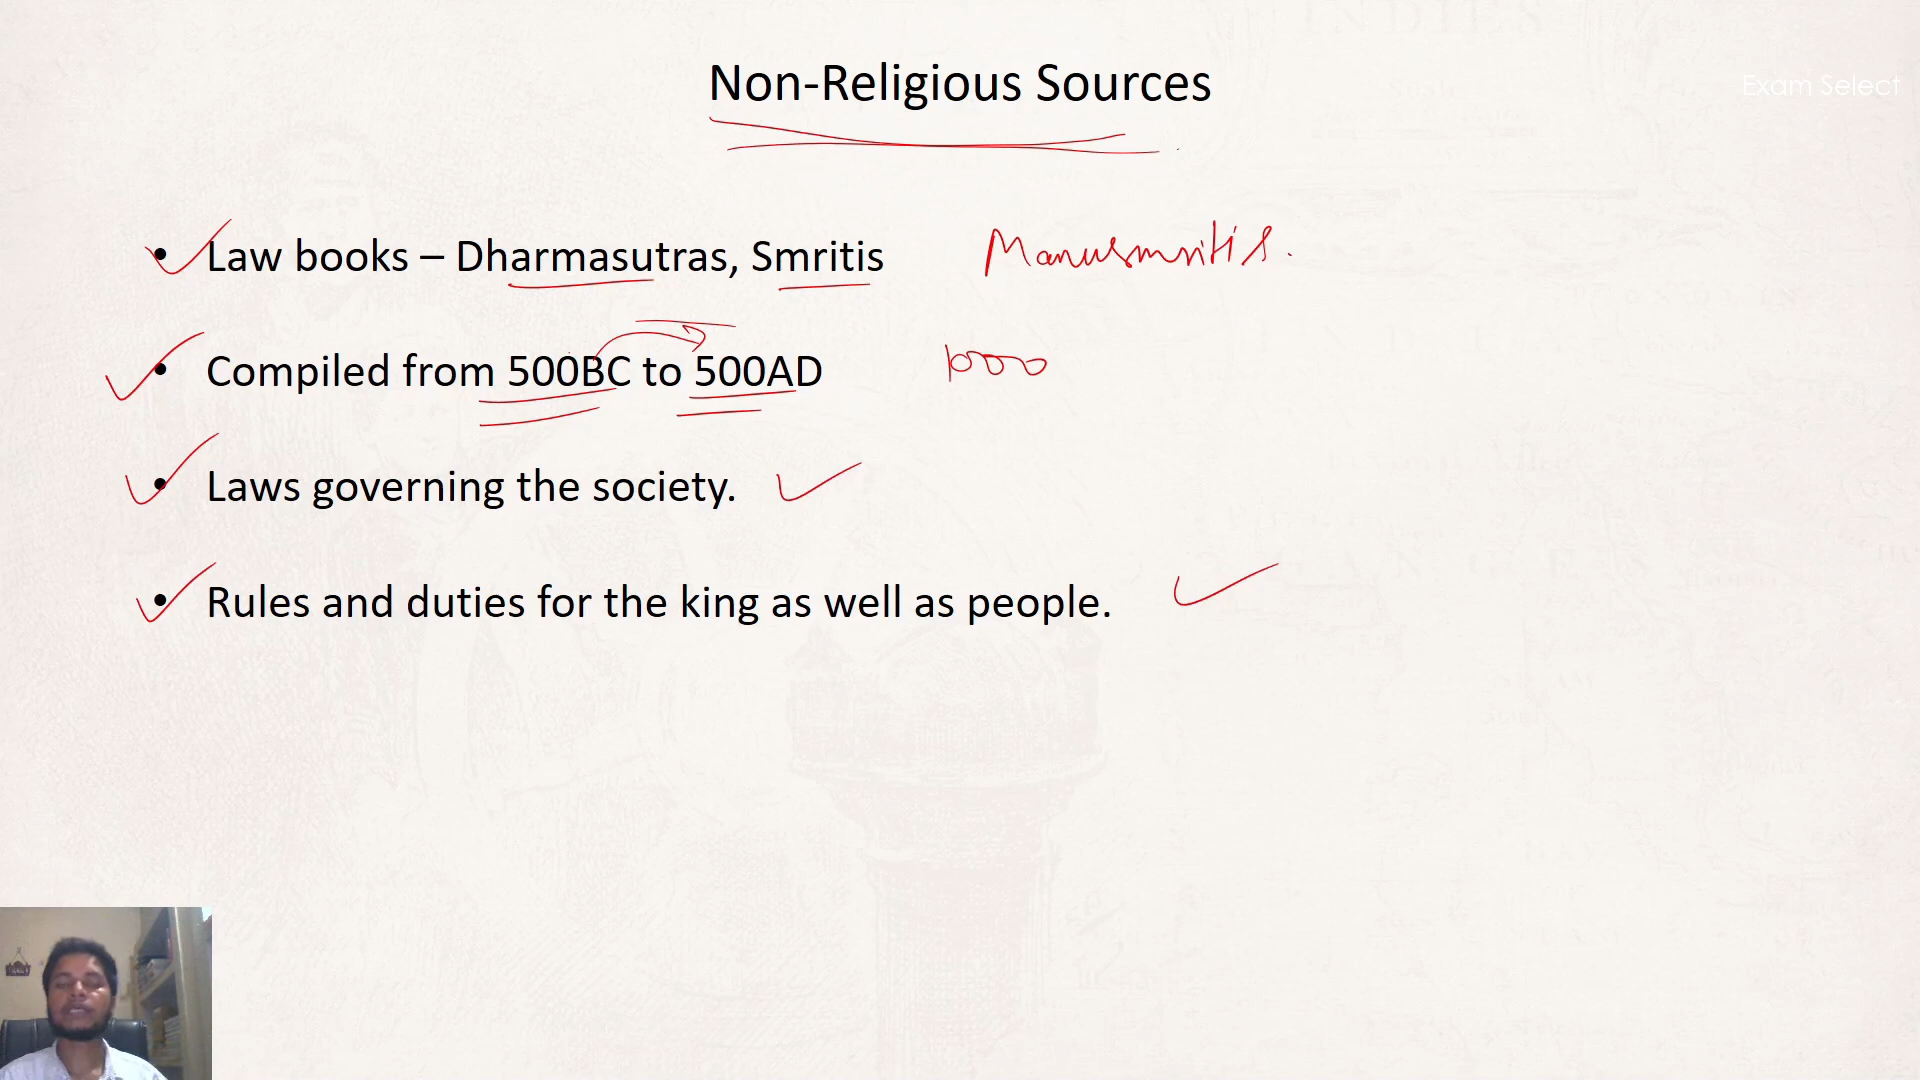 Non-Religious Sources
Exam Select
• Law books – Dharmasutras, Smritis Manusmritis.
• Compiled from 500BC to 500AD 1000
• Laws governing the society.
• Rules and duties for the king as well as people.